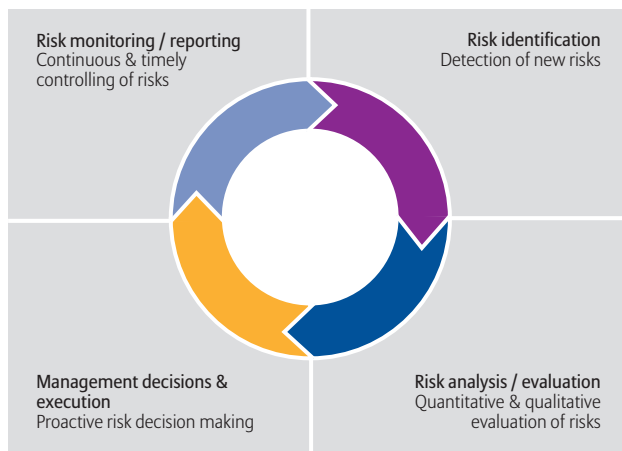 Risk monitoring / reporting
Continuous & timely
controlling of risks
Risk identification
Detection of new risks
Management decisions &
execution
Proactive risk decision making
Risk analysis / evaluation
Quantitative & qualitative
evaluation of risks